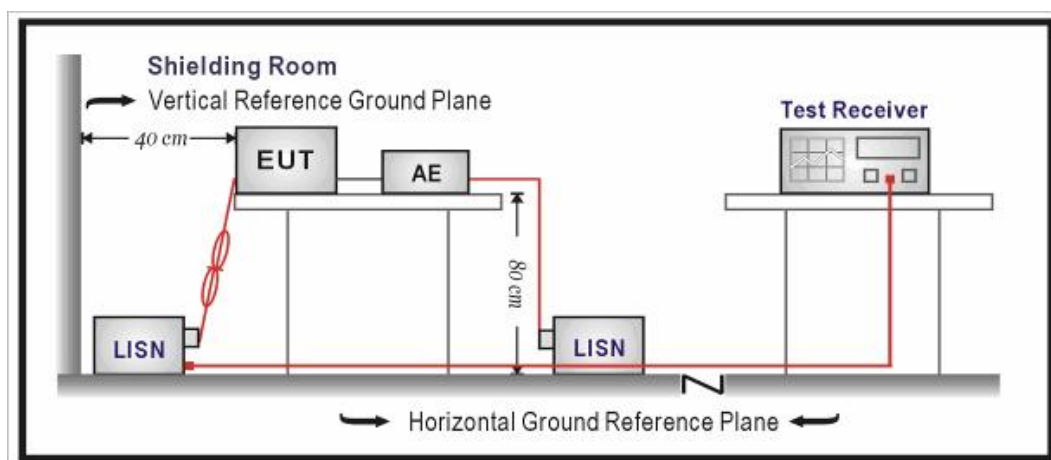 Shielding Room
Vertical Reference Ground Plane
40 cm
Test Receiver
EUT
AE
80 cm
LISN
LISN
Horizontal Ground Reference Plane